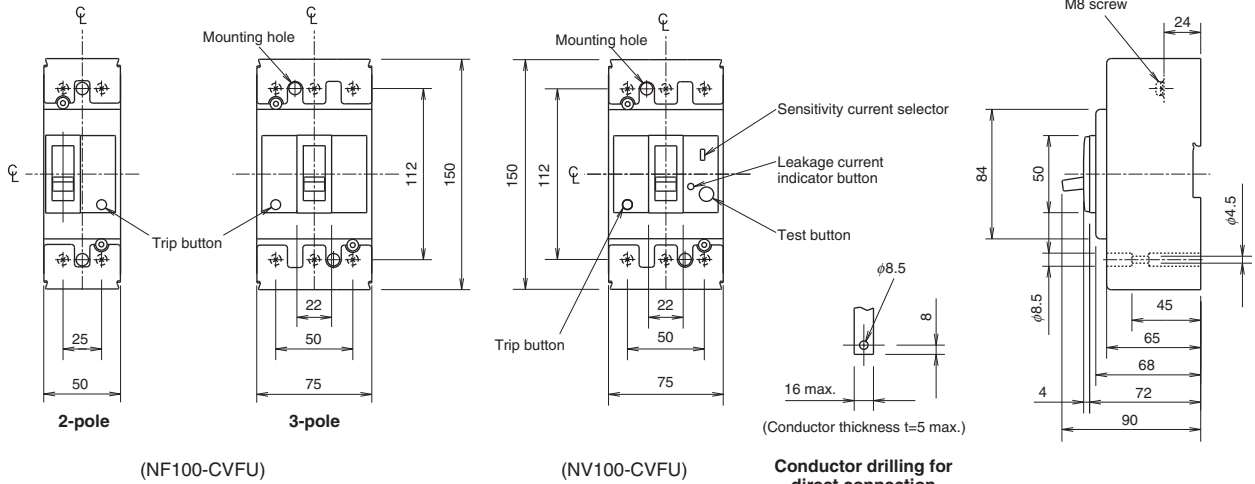 M8 screw
℄
℄
℄
24
Mounting hole
Mounting hole
Sensitivity current selector
Leakage current
indicator button
Test button
℄
℄
112
150
150
112
84
50
φ4.5
Trip button
Trip button
φ8.5
φ8.5
8
22
22
25
50
50
50
75
75
16 max.
45
65
68
4
72
90
2-pole
3-pole
(Conductor thickness t=5 max.)
(NF100-CVFU)
(NV100-CVFU)
Conductor drilling for
direct connection